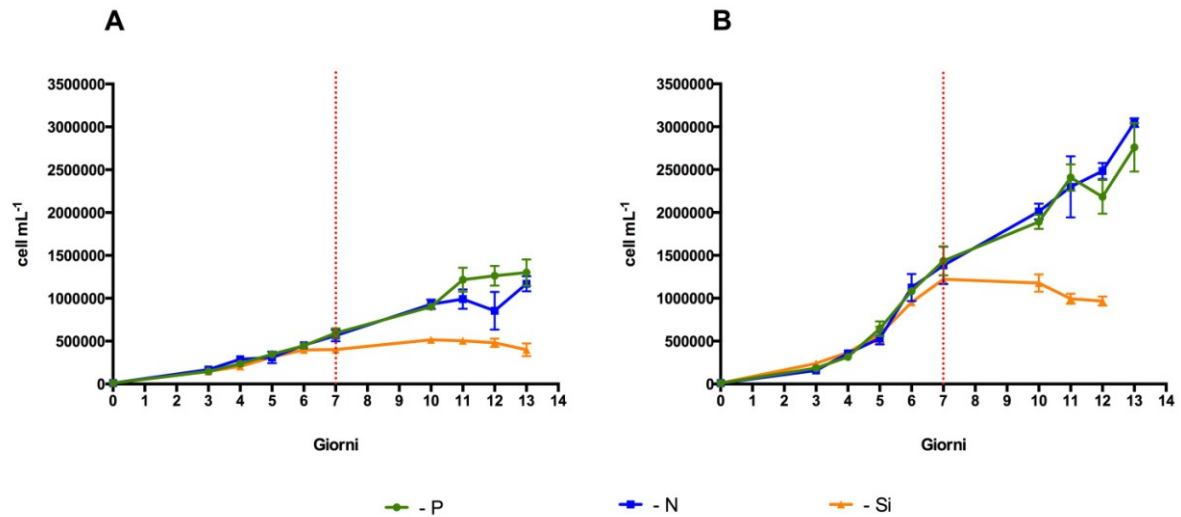 A
B
3500000
3000000
2500000
2000000
1500000
1000000
500000
0
cell mL⁻¹
0 1 2 3 4 5 6 7 8 9 10 11 12 13 14
Giorni
3500000
3000000
2500000
2000000
1500000
1000000
500000
0
cell mL⁻¹
0 1 2 3 4 5 6 7 8 9 10 11 12 13 14
Giorni
- P
- N
- Si